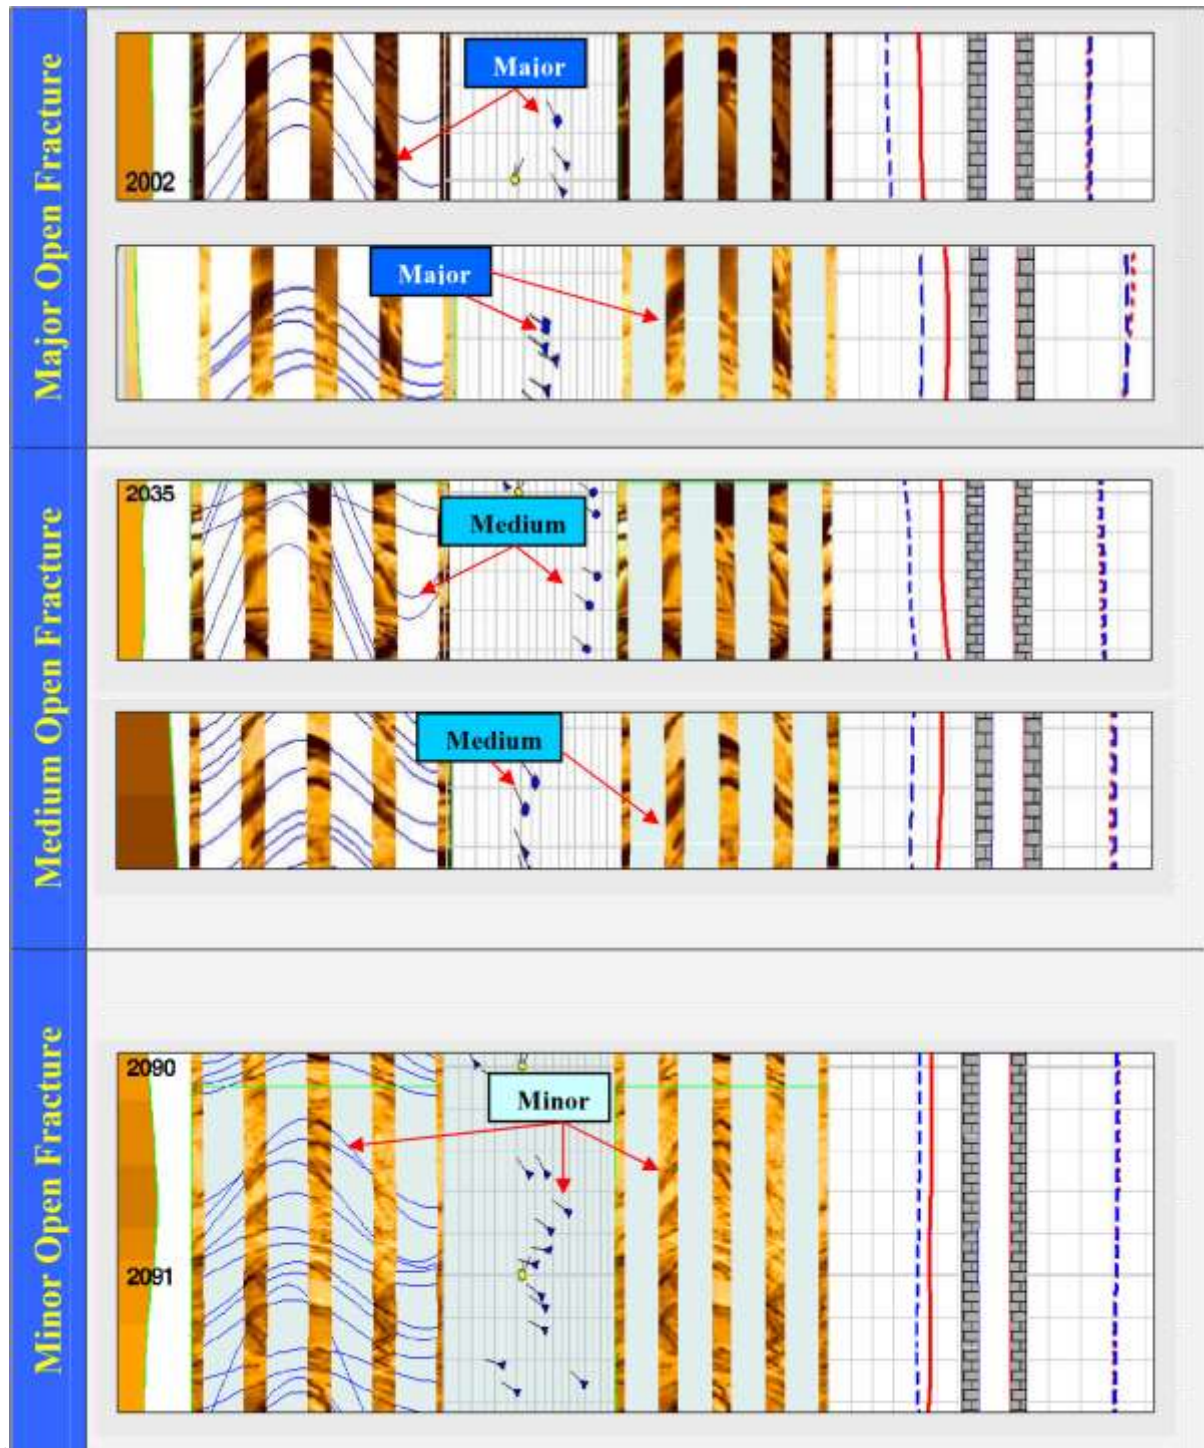 Major Open Fracture
Major
2002
Major
Medium Open Fracture
2035
Medium
Medium
Minor Open Fracture
2090
Minor
2091